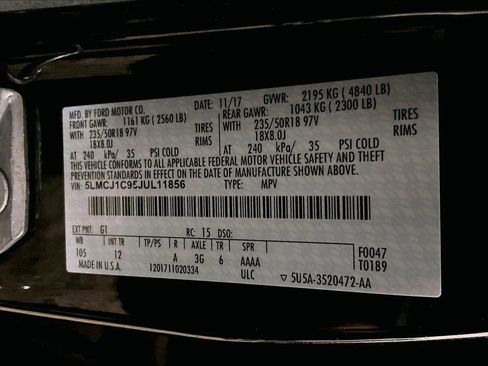 MFD. BY FORD MOTOR CO. 11/17 GVWR: 2195 KG (4840 LB)
FRONT GAWR: 1161 KG (2560 LB) REAR GAWR: 1043 KG (2300 LB)
WITH 235/50R18 97V TIRES WITH 235/50R18 97V TIRES
18X8.0J RIMS 18X8.0J RIMS
AT 240 kPa/ 35 PSI COLD AT 240 kPa/ 35 PSI COLD
THIS VEHICLE CONFORMS TO ALL APPLICABLE FEDERAL MOTOR VEHICLE SAFETY AND THEFT
PREVENTION STANDARDS IN EFFECT ON THE DATE OF MANUFACTURE SHOWN ABOVE.
VIN: 5LMCJ1C95JUL11856 TYPE: MPV
EXT PNT: G1 RC: 15 DSO: F0047
WB INT TR TP/PS R AXLE TR SPR T0189
105 12 A 3G 6 AAAA
MADE IN U.S.A. 1201711020334 ULC 5U5A-3520472-AA